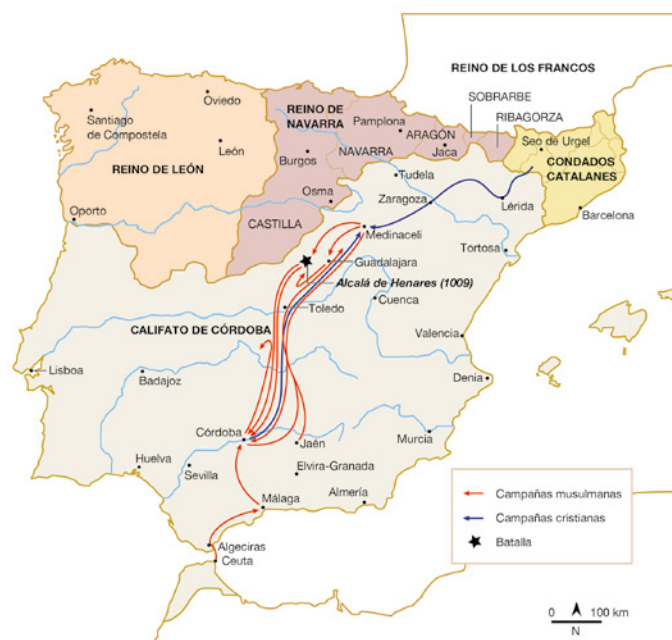 REINO DE LOS FRANCOS
SOBRARBE
RIBAGORZA
Oviedo
Santiago
de Compostela
León
REINO DE LEÓN
REINO DE
NAVARRA
Pamplona
ARAGÓN
Jaca
NAVARRA
Burgos
Seo de Urgel
CONDADOS
CATALANES
Osma
Tudela
Zaragoza
Lérida
Barcelona
Oporto
CASTILLA
Medinaceli
Tortosa
Guadalajara
Alcalá de Henares (1009)
Toledo
Cuenca
CALIFATO DE CÓRDOBA
Valencia
Lisboa
Badajoz
Denia
Córdoba
Jaén
Murcia
Huelva
Sevilla
Elvira-Granada
Málaga
Almería
Algeciras
Ceuta
Campañas musulmanas
Campañas cristianas
Batalla
0 100 km
N